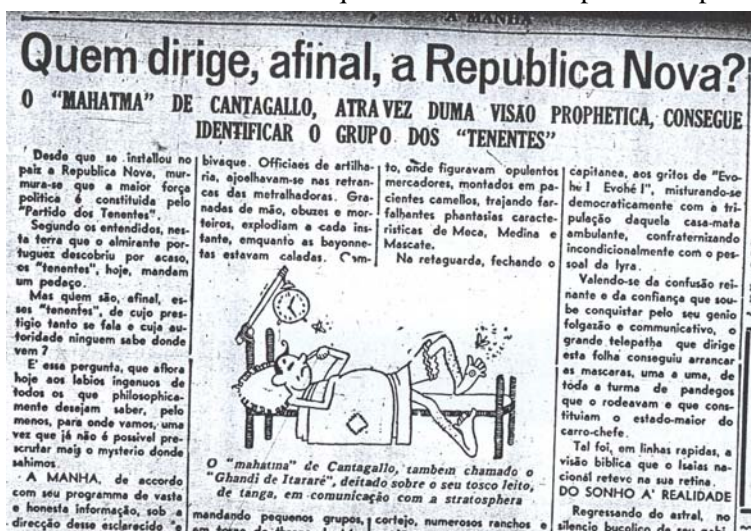 A MANHA
Quem dirige, afinal, a Republica Nova?
O "MAHATMA" DE CANTAGALLO, ATRAVEZ DUMA VISÃO PROPHETICA, CONSEGUE
IDENTIFICAR O GRUPO DOS "TENENTES"
Desde que se installou no
paiz a Republica Nova, mur-
mura-se que a maior força
politica é constituida pelo
"Partido dos Tenentes".
Segundo os entendidos, nes-
ta terra que o almirante por-
tuguez descobriu por acaso,
os "tenentes", hoje, mandam
um pedaço.
Mas quem são, afinal, es-
ses "tenentes", de cujo pres-
tigio tanto se fala e cuja au-
toridade ninguem sabe donde
vem?
E' essa pergunta, que aflora
hoje aos labios ingenuos de
todos os que philosophica-
mente desejam saber, pelo
menos, para onde vamos, uma
vez que já não é possivel pre-
scrutar mais o mysterio donde
sahimos.
A MANHA, de accordo
com seu programma de vasta
e honesta informação, sob a
direcção desse esclarecido
bivaque. Officiaes de artilha-
ria, ajoelhavam-se nas retran-
cas das metralhadoras. Gra-
nadas de mão, obuzes e mor-
teiros, explodiam a cada ins-
tante, emquanto as bayonne-
tas estavam caladas. Com-
mandando pequenos grupos,
to, onde figuravam opulentos
mercadores, montados em pa-
cientes camellos, trajando far-
falhantes phantasias caracte-
risticas de Meca, Medina e
Mascate.
Na retaguarda, fechando o
cortejo, numerosos ranchos
O "mahatma" de Cantagallo, tambem chamado o
"Ghandi de Itararé", deitado sobre o seu tosco leito,
de tanga, em communicação com a stratosphera
capitanea, aos gritos de "Evo-
hé! Evohé!", misturando-se
democraticamente com a tri-
pulação daquela casa-mata
ambulante, confraternizando
incondicionalmente com o pes-
soal da lyra.
Valendo-se da confusão rei-
nante e da confiança que sou-
be conquistar pelo seu genio
folgazão e communicativo, o
grande telepatha que dirige
esta folha conseguiu arrancar
as mascaras, uma a uma, de
toda a turma de pandegos
que o rodeavam e que cons-
tituiam o estado-maior do
carro-chefe.
Tal foi, em linhas rapidas, a
visão biblica que o Isaias na-
cional reteve na sua retina.
DO SONHO A' REALIDADE
Regressando do astral, no
silencio bucolico de seu